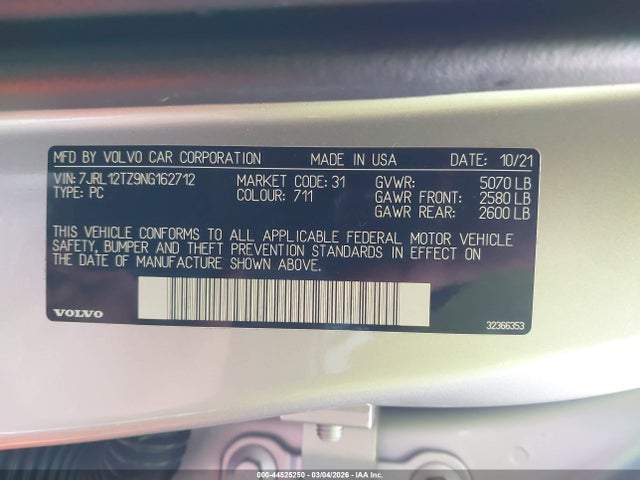 MFD BY VOLVO CAR CORPORATION MADE IN USA DATE: 10/21
VIN: 7JRL12TZ9NG162712 MARKET CODE: 31 GVWR: 5070 LB
TYPE: PC COLOUR: 711 GAWR FRONT: 2580 LB
GAWR REAR: 2600 LB
THIS VEHICLE CONFORMS TO ALL APPLICABLE FEDERAL MOTOR VEHICLE
SAFETY, BUMPER AND THEFT PREVENTION STANDARDS IN EFFECT ON
THE DATE OF MANUFACTURE SHOWN ABOVE.
VOLVO 32366353
000-44525250 - 03/04/2026 - IAA Inc.